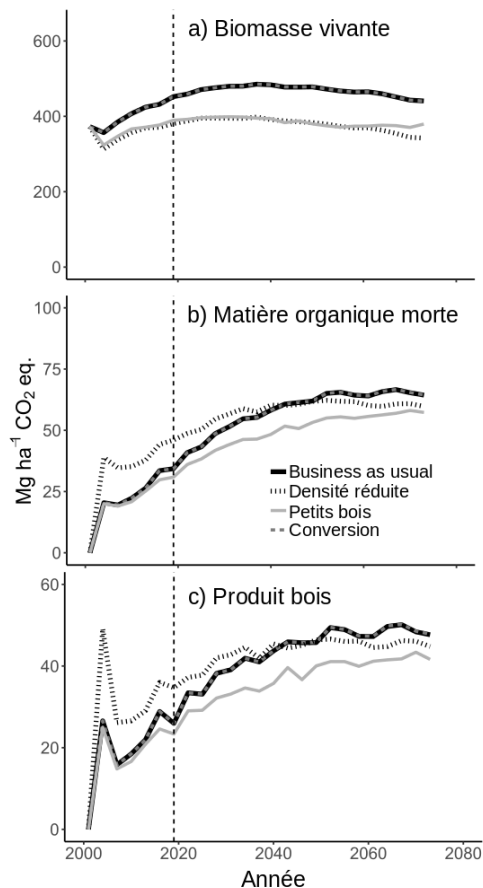 a) Biomasse vivante
600
400
200
0
b) Matière organique morte
100
75
50
25
0
Mg ha⁻¹ CO₂ eq.
Business as usual
Densité réduite
Petits bois
Conversion
c) Produit bois
60
40
20
0
2000 2020 2040 2060 2080
Année